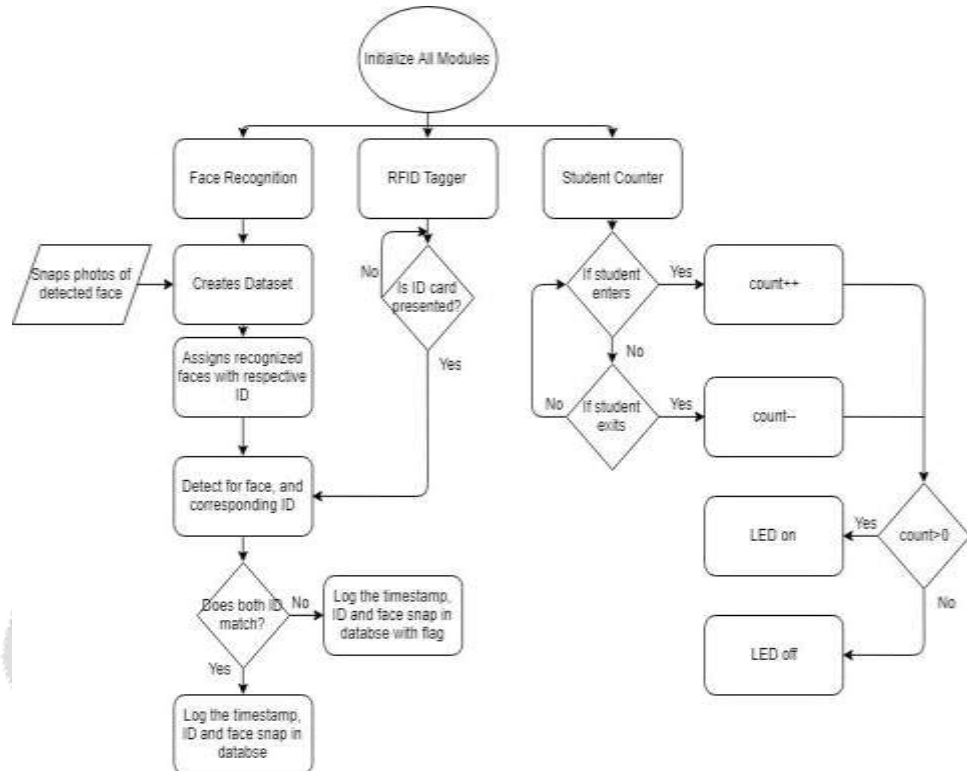 Initialize All Modules
Face Recognition
RFID Tagger
Student Counter
Snaps photos of
detected face
Creates Dataset
No
Is ID card
presented?
If student
enters
Yes
count++
Assigns recognized
faces with respective
ID
Yes
No
No
If student
exits
Yes
count--
Detect for face, and
corresponding ID
LED on
Yes
count>0
Does both ID
match?
No
Log the timestamp,
ID and face snap in
databse with flag
No
LED off
Yes
Log the timestamp,
ID and face snap in
databse